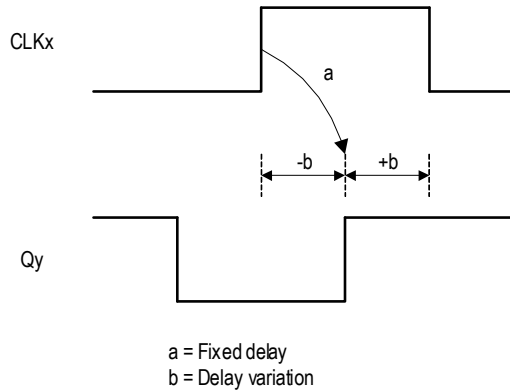 CLKx
a
-b +b
Qy
a = Fixed delay
b = Delay variation